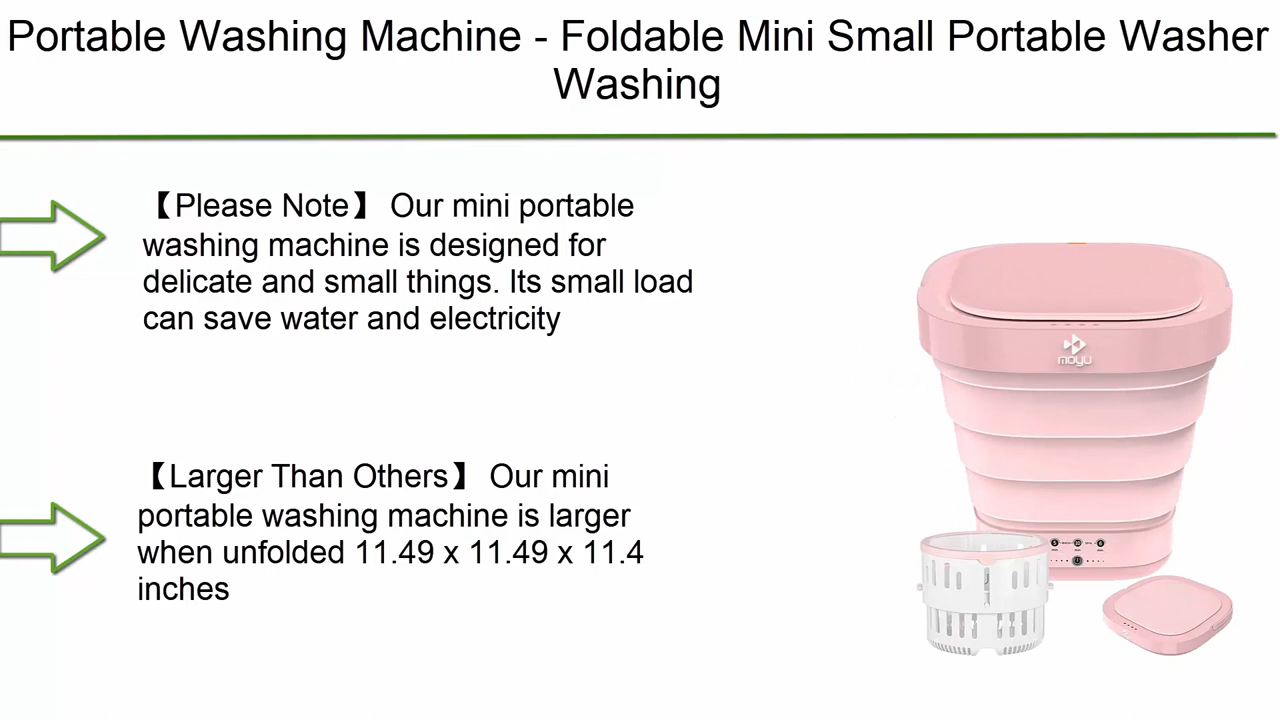 Portable Washing Machine - Foldable Mini Small Portable Washer
Washing
【Please Note】 Our mini portable
washing machine is designed for
delicate and small things. Its small load
can save water and electricity
moyu
【Larger Than Others】 Our mini
portable washing machine is larger
when unfolded 11.49 x 11.49 x 11.4
inches